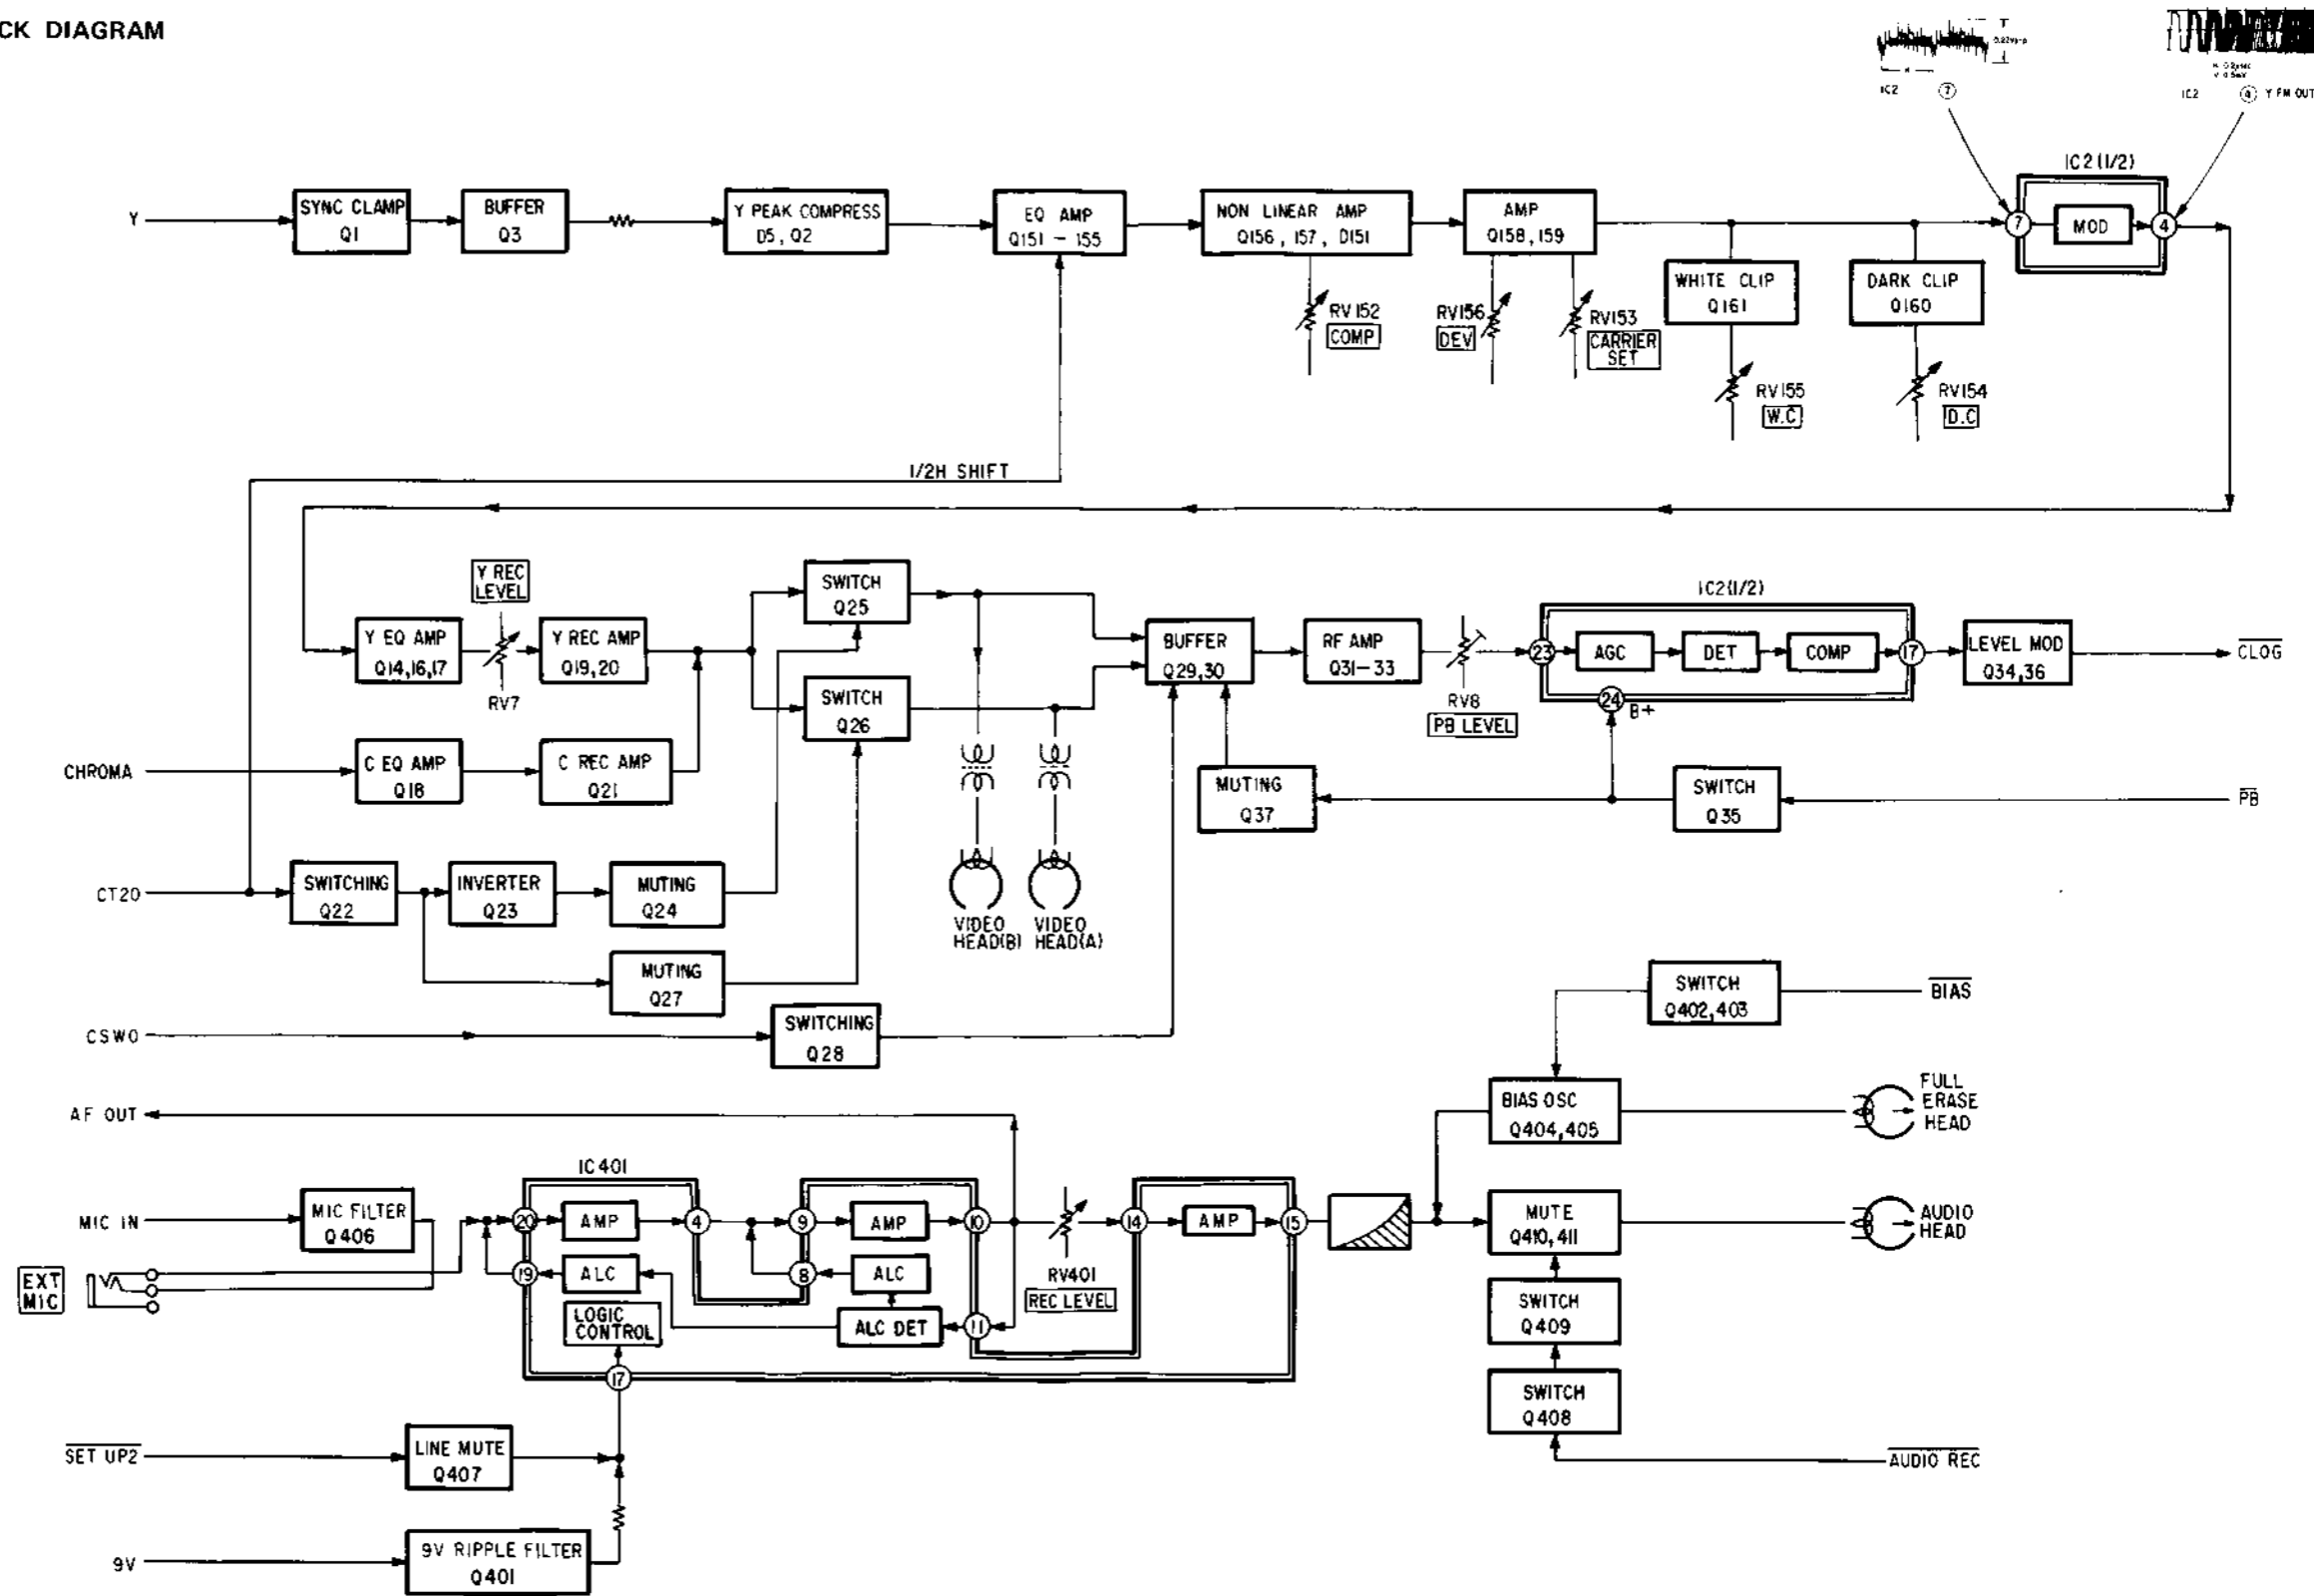 CK DIAGRAM
0.22Vp-p
H
IC2 7
IC2 4 Y FM OUT
IC2(1/2)
Y
SYNC CLAMP
Q1
BUFFER
Q3
Y PEAK COMPRESS
D5, Q2
EQ AMP
Q151 - 155
NON LINEAR AMP
Q156, 157, D151
AMP
Q158, 159
7
MOD
4
RV152
COMP
RV156
DEV
RV153
CARRIER
SET
WHITE CLIP
Q161
DARK CLIP
Q160
RV155
W.C
RV154
D.C
1/2H SHIFT
Y REC
LEVEL
Y EQ AMP
Q14,16,17
RV7
Y REC AMP
Q19,20
SWITCH
Q25
SWITCH
Q26
BUFFER
Q29,30
RF AMP
Q31-33
RV8
PB LEVEL
IC2(1/2)
23
AGC
DET
COMP
17
24
B+
LEVEL MOD
Q34,36
CLOG
CHROMA
C EQ AMP
Q18
C REC AMP
Q21
MUTING
Q37
SWITCH
Q35
PB
CT20
SWITCHING
Q22
INVERTER
Q23
MUTING
Q24
VIDEO
HEAD(B)
VIDEO
HEAD(A)
MUTING
Q27
CSWO
SWITCHING
Q28
SWITCH
Q402,403
BIAS
AF OUT
BIAS OSC
Q404,405
FULL
ERASE
HEAD
IC401
MIC IN
MIC FILTER
Q406
EXT
MIC
20
AMP
4
9
AMP
10
19
ALC
8
ALC
LOGIC
CONTROL
ALC DET
11
17
RV401
REC LEVEL
14
AMP
15
MUTE
Q410,411
AUDIO
HEAD
SWITCH
Q409
SWITCH
Q408
AUDIO REC
SET UP2
LINE MUTE
Q407
9V
9V RIPPLE FILTER
Q401